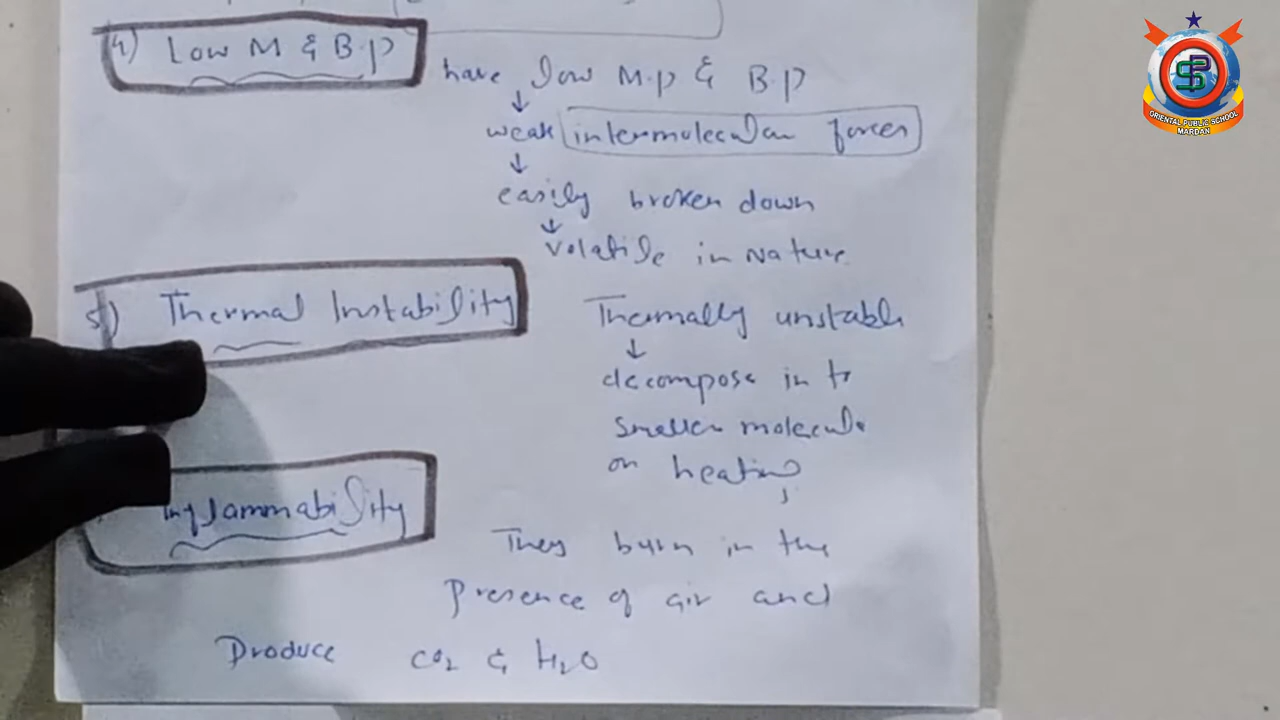 4) Low M & B.p
have low M.p & B.p
↓
weak intermolecular forces
↓
easily broken down
↓
volatile in Nature
5) Thermal Instability
Thermally unstable
↓
decompose in to
smaller molecule
on heating
Inflammability
They burn in the
presence of air and
Produce CO2 & H2O
SP
ORIENTAL PUBLIC SCHOOL
MARDAN